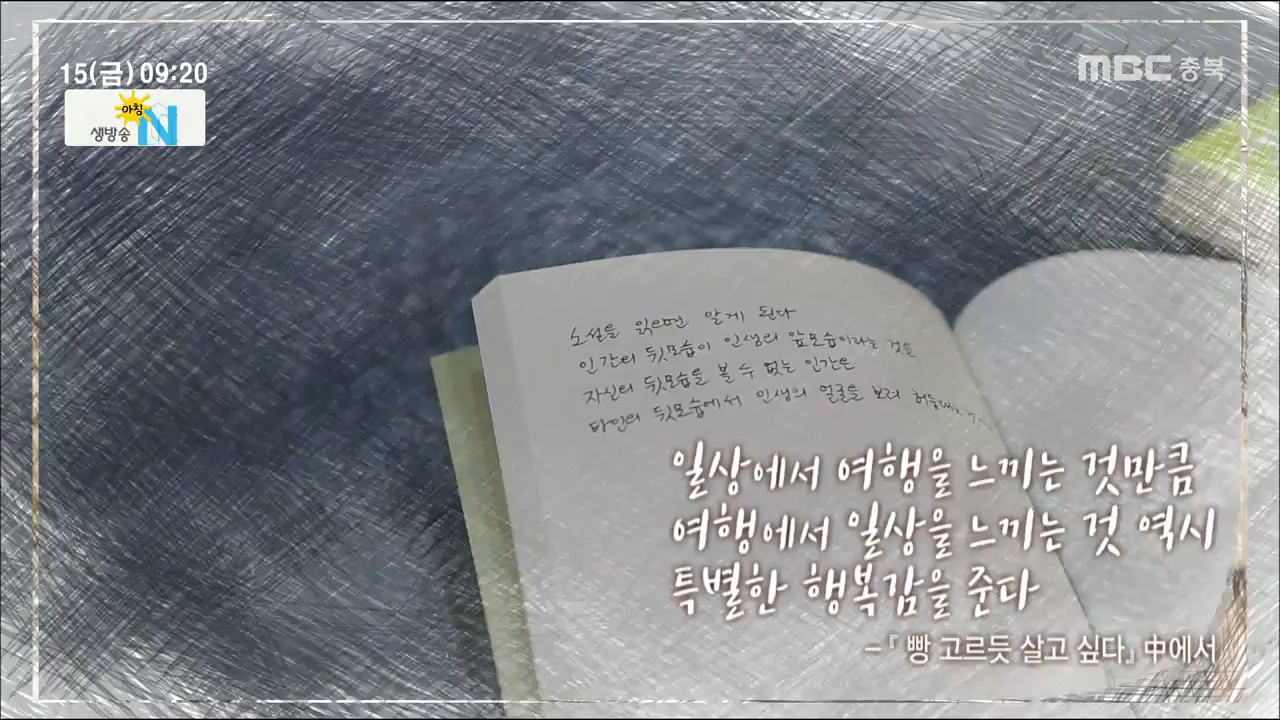 15(금) 09:20
MBC 충북
아침
생방송 N
소설을 읽으면 알게 된다
인간의 뒷모습이 인생의 앞모습이라는 것을
자신의 뒷모습을 볼 수 없는 인간은
타인의 뒷모습에서 인생의 얼굴을 보려
일상에서 여행을 느끼는 것만큼
여행에서 일상을 느끼는 것 역시
특별한 행복감을 준다
-『 빵 고르듯 살고 싶다』 中에서